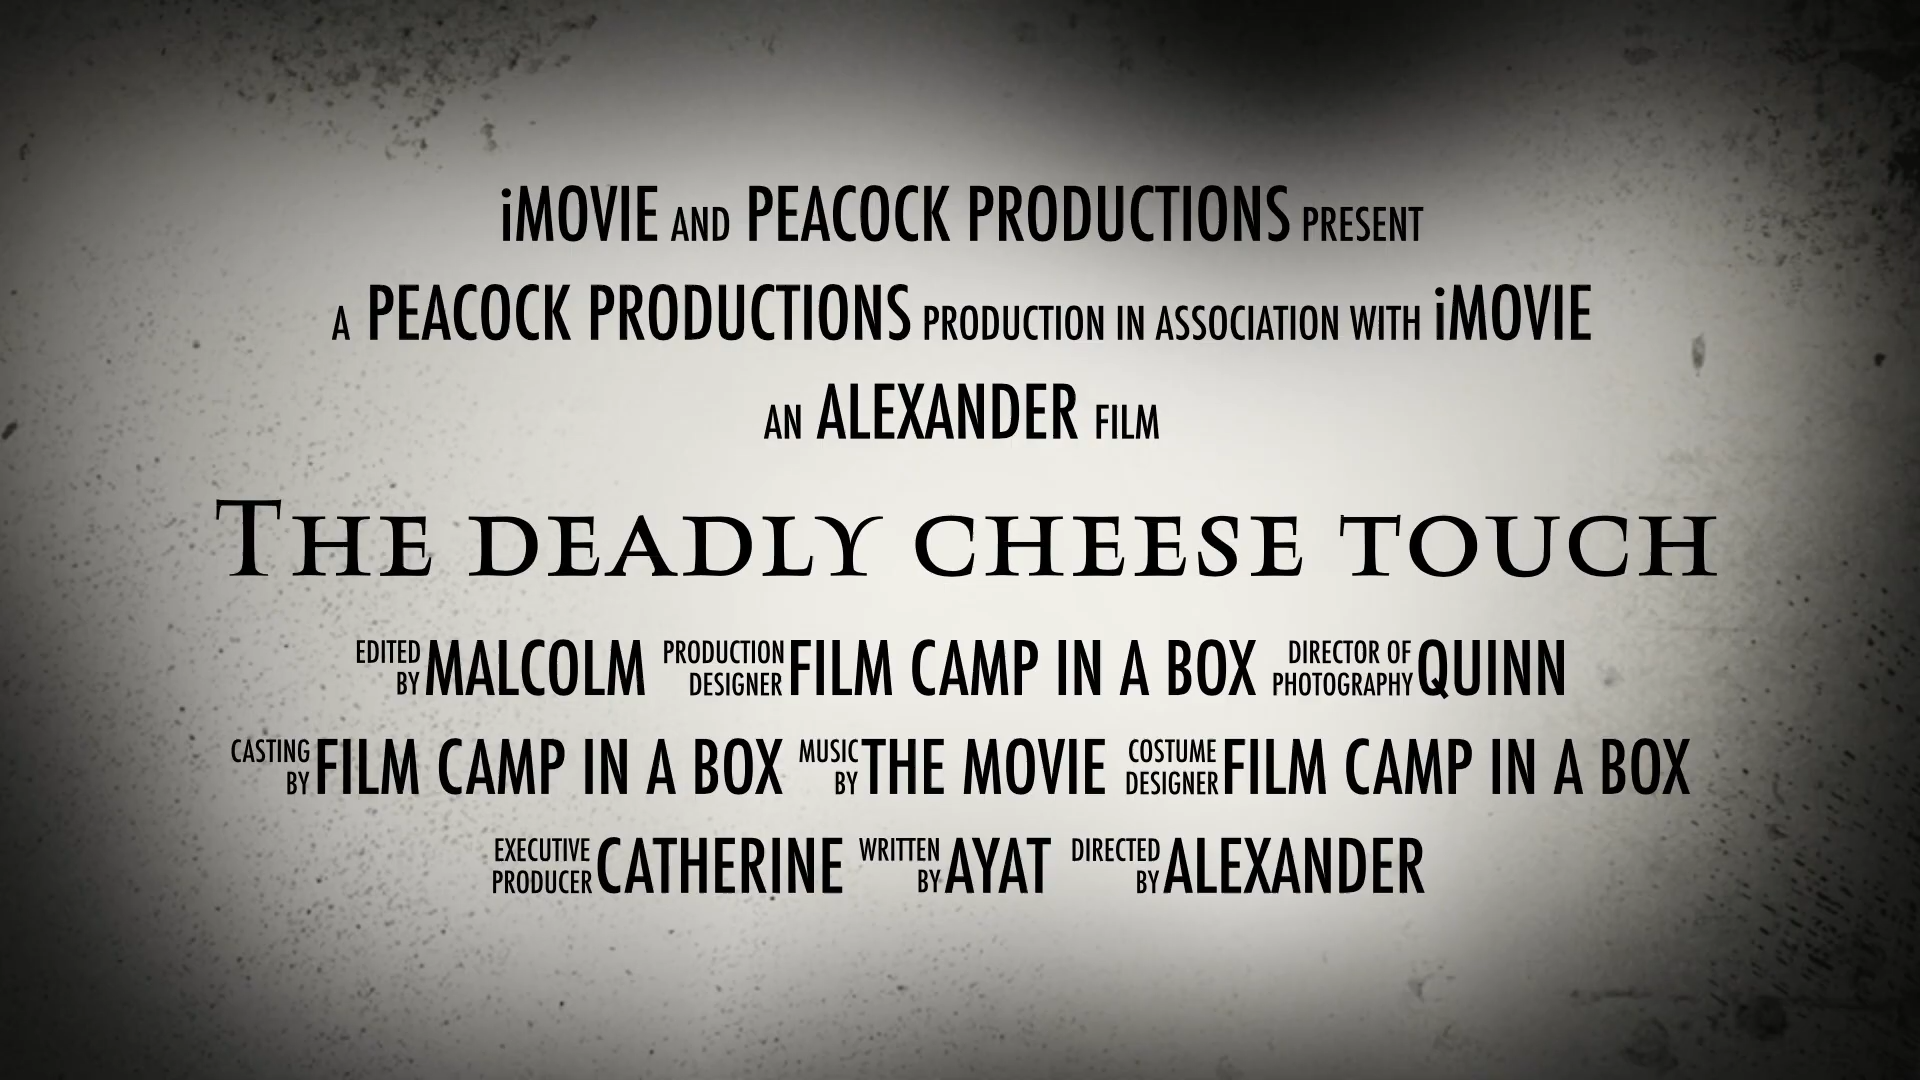 iMOVIE AND PEACOCK PRODUCTIONS PRESENT
A PEACOCK PRODUCTIONS PRODUCTION IN ASSOCIATION WITH iMOVIE
AN ALEXANDER FILM
THE DEADLY CHEESE TOUCH
EDITED BY MALCOLM PRODUCTION DESIGNER FILM CAMP IN A BOX DIRECTOR OF PHOTOGRAPHY QUINN
CASTING BY FILM CAMP IN A BOX MUSIC BY THE MOVIE COSTUME DESIGNER FILM CAMP IN A BOX
EXECUTIVE PRODUCER CATHERINE WRITTEN BY AYAT DIRECTED BY ALEXANDER